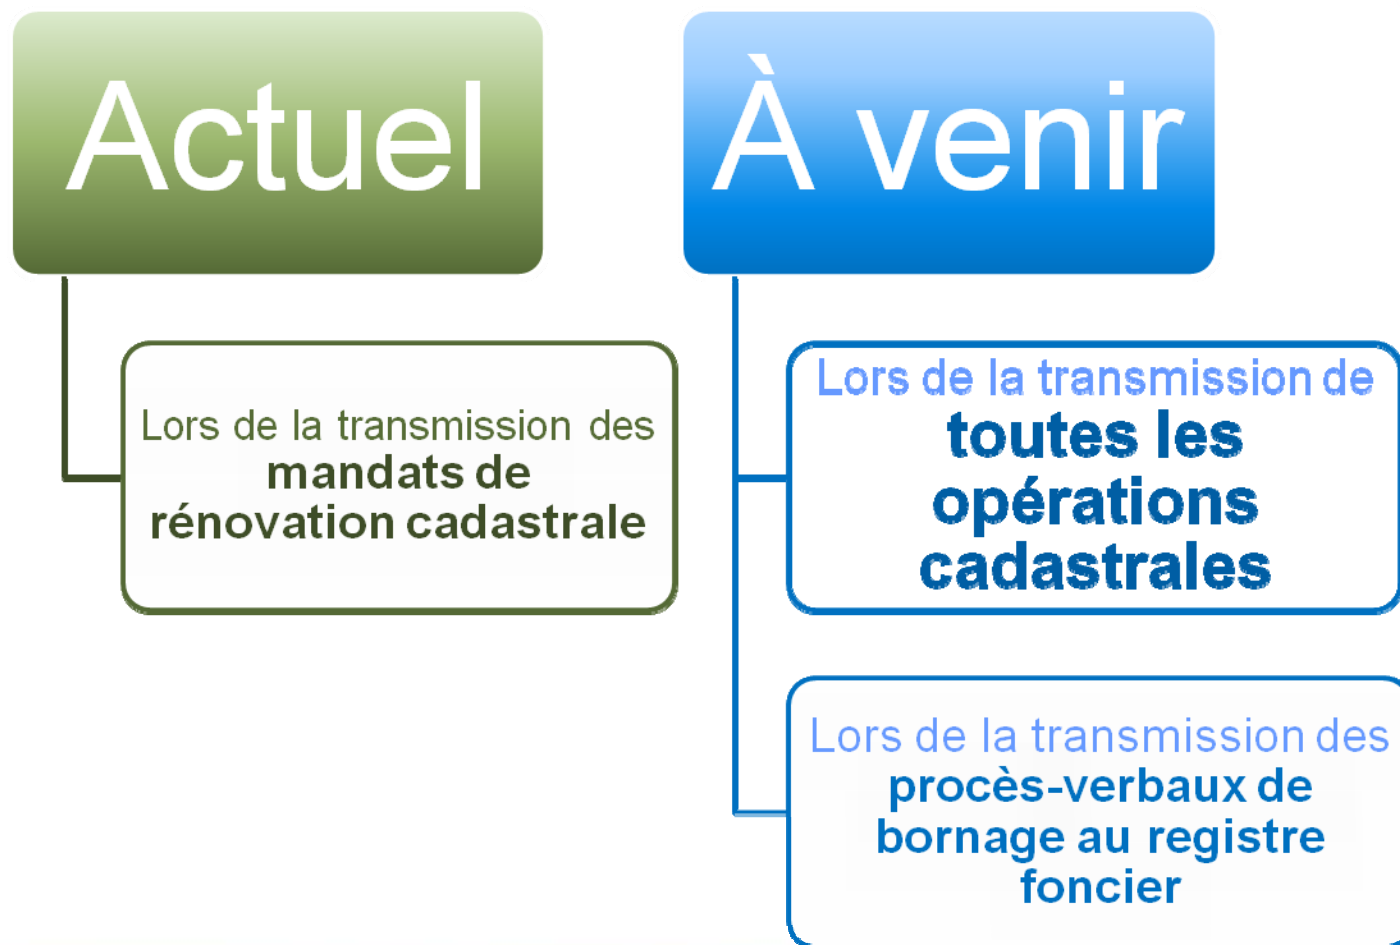 Actuel
Lors de la transmission des
mandats de
rénovation cadastrale
À venir
Lors de la transmission de
toutes les
opérations
cadastrales
Lors de la transmission des
procès-verbaux de
bornage au registre
foncier